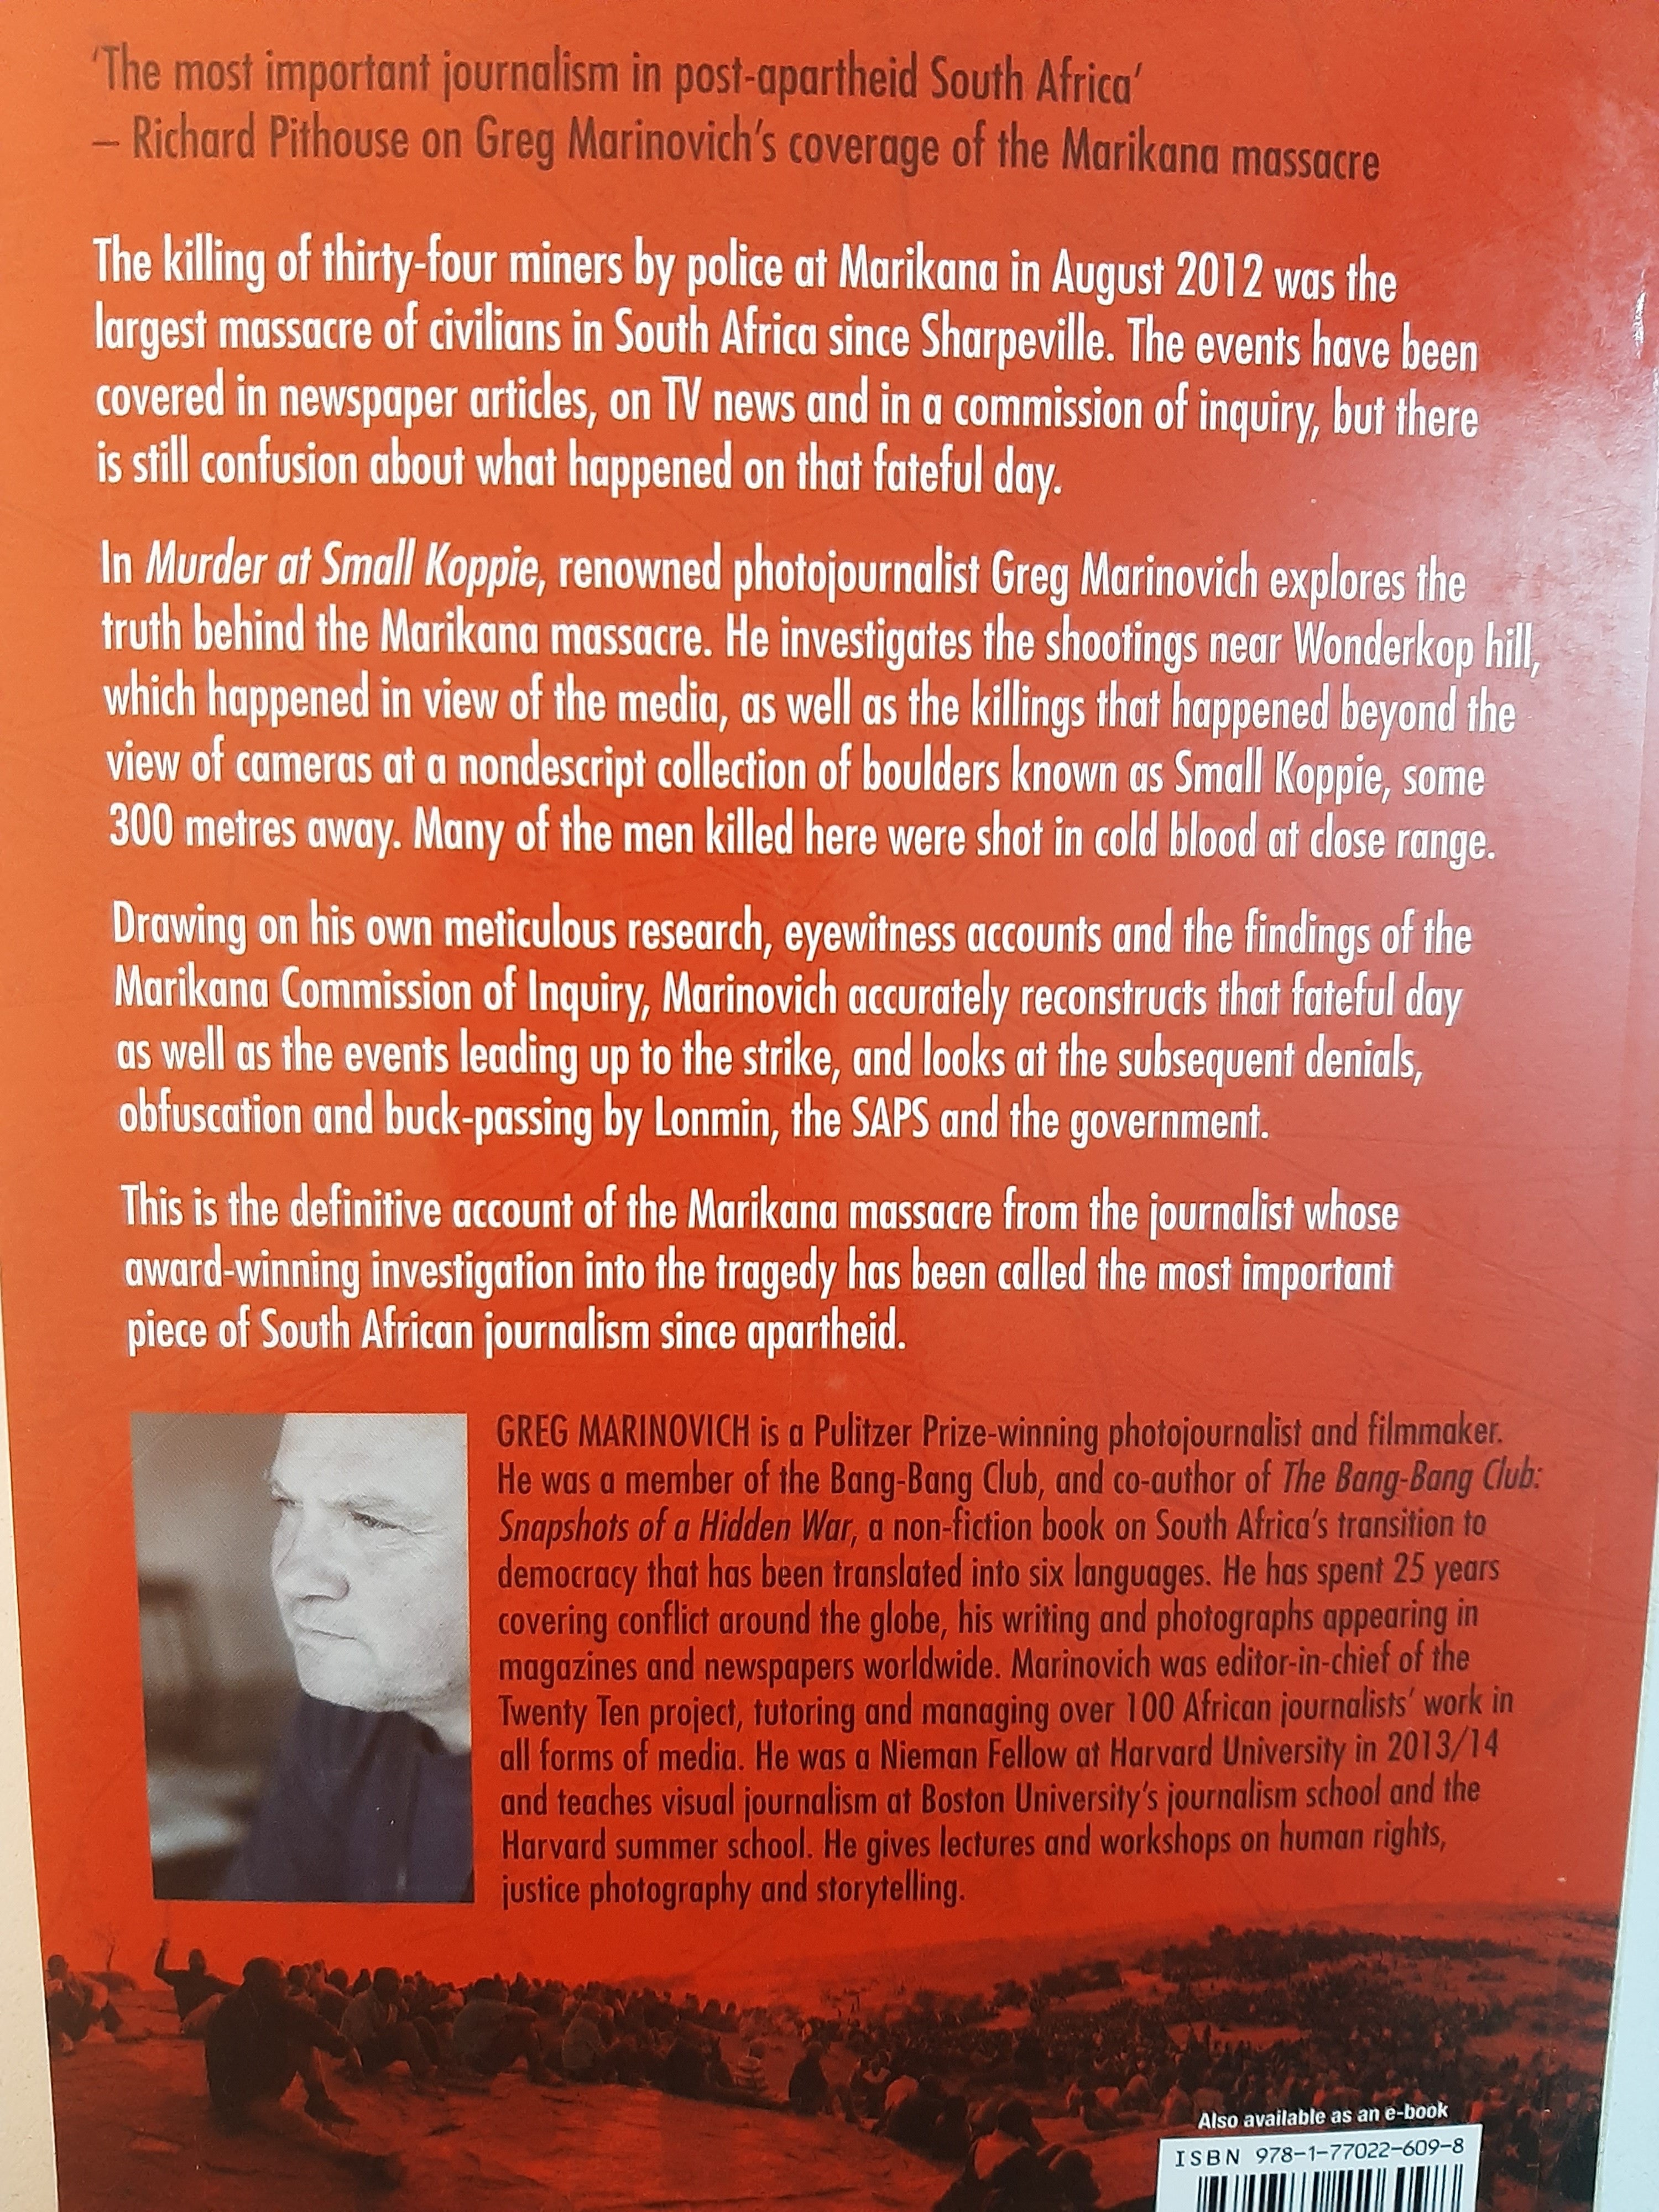 ‘The most important journalism in post-apartheid South Africa’
– Richard Pithouse on Greg Marinovich’s coverage of the Marikana massacre
The killing of thirty-four miners by police at Marikana in August 2012 was the
largest massacre of civilians in South Africa since Sharpeville. The events have been
covered in newspaper articles, on TV news and in a commission of inquiry, but there
is still confusion about what happened on that fateful day.
In Murder at Small Koppie, renowned photojournalist Greg Marinovich explores the
truth behind the Marikana massacre. He investigates the shootings near Wonderkop hill,
which happened in view of the media, as well as the killings that happened beyond the
view of cameras at a nondescript collection of boulders known as Small Koppie, some
300 metres away. Many of the men killed here were shot in cold blood at close range.
Drawing on his own meticulous research, eyewitness accounts and the findings of the
Marikana Commission of Inquiry, Marinovich accurately reconstructs that fateful day
as well as the events leading up to the strike, and looks at the subsequent denials,
obfuscation and buck-passing by Lonmin, the SAPS and the government.
This is the definitive account of the Marikana massacre from the journalist whose
award-winning investigation into the tragedy has been called the most important
piece of South African journalism since apartheid.
GREG MARINOVICH is a Pulitzer Prize-winning photojournalist and filmmaker.
He was a member of the Bang-Bang Club, and co-author of The Bang-Bang Club:
Snapshots of a Hidden War, a non-fiction book on South Africa’s transition to
democracy that has been translated into six languages. He has spent 25 years
covering conflict around the globe, his writing and photographs appearing in
magazines and newspapers worldwide. Marinovich was editor-in-chief of the
Twenty Ten project, tutoring and managing over 100 African journalists’ work in
all forms of media. He was a Nieman Fellow at Harvard University in 2013/14
and teaches visual journalism at Boston University’s journalism school and the
Harvard summer school. He gives lectures and workshops on human rights,
justice photography and storytelling.
Also available as an e-book
ISBN 978-1-77022-609-8